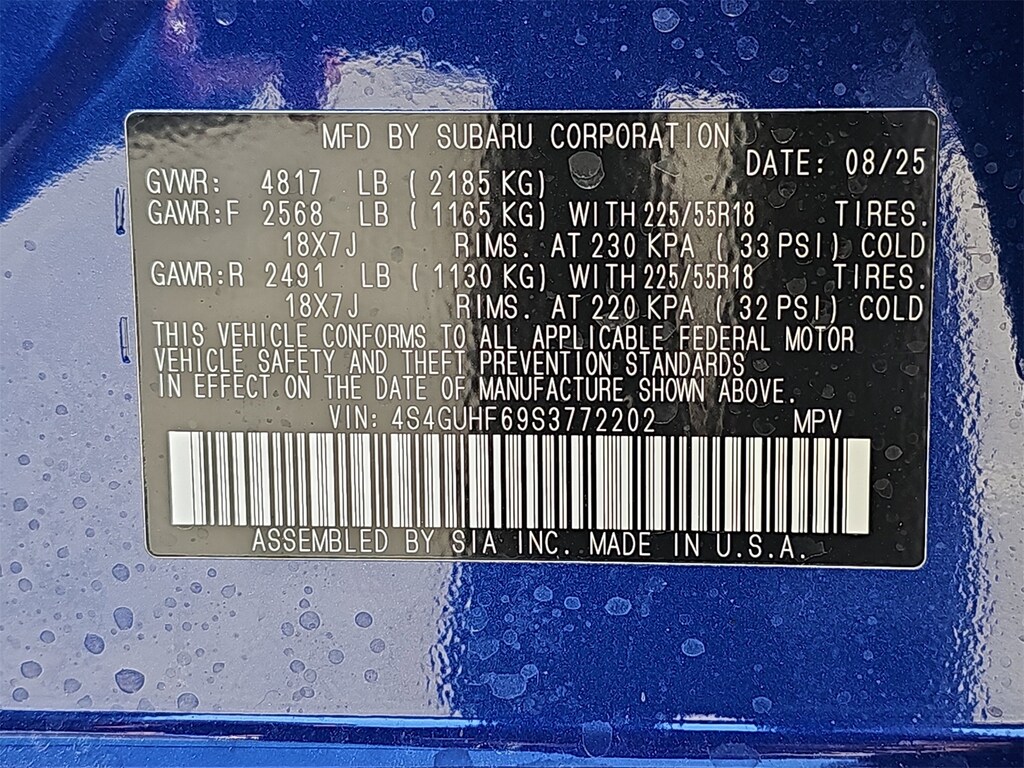 MFD BY SUBARU CORPORATION
DATE: 08/25
GVWR: 4817 LB ( 2185 KG)
GAWR:F 2568 LB ( 1165 KG) WITH 225/55R18 TIRES.
18X7J RIMS. AT 230 KPA ( 33 PSI) COLD
GAWR:R 2491 LB ( 1130 KG) WITH 225/55R18 TIRES.
18X7J RIMS. AT 220 KPA ( 32 PSI) COLD
THIS VEHICLE CONFORMS TO ALL APPLICABLE FEDERAL MOTOR
VEHICLE SAFETY AND THEFT PREVENTION STANDARDS
IN EFFECT ON THE DATE OF MANUFACTURE SHOWN ABOVE.
VIN: 4S4GUHF69S3772202 MPV
ASSEMBLED BY SIA INC. MADE IN U.S.A.